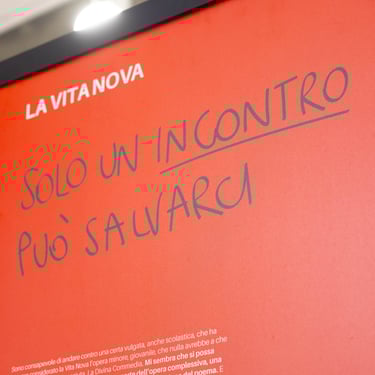 LA VITA NOVA
SOLO UN INCONTRO
PUÒ SALVARCI
Sono consapevole di andare contro una certa vulgata, anche scolastica, che ha
considerato la Vita Nova l'opera minore, giovanile, che nulla avrebbe a che
La Divina Commedia. Mi sembra che si possa
dell'opera complessiva, una
del poema. E